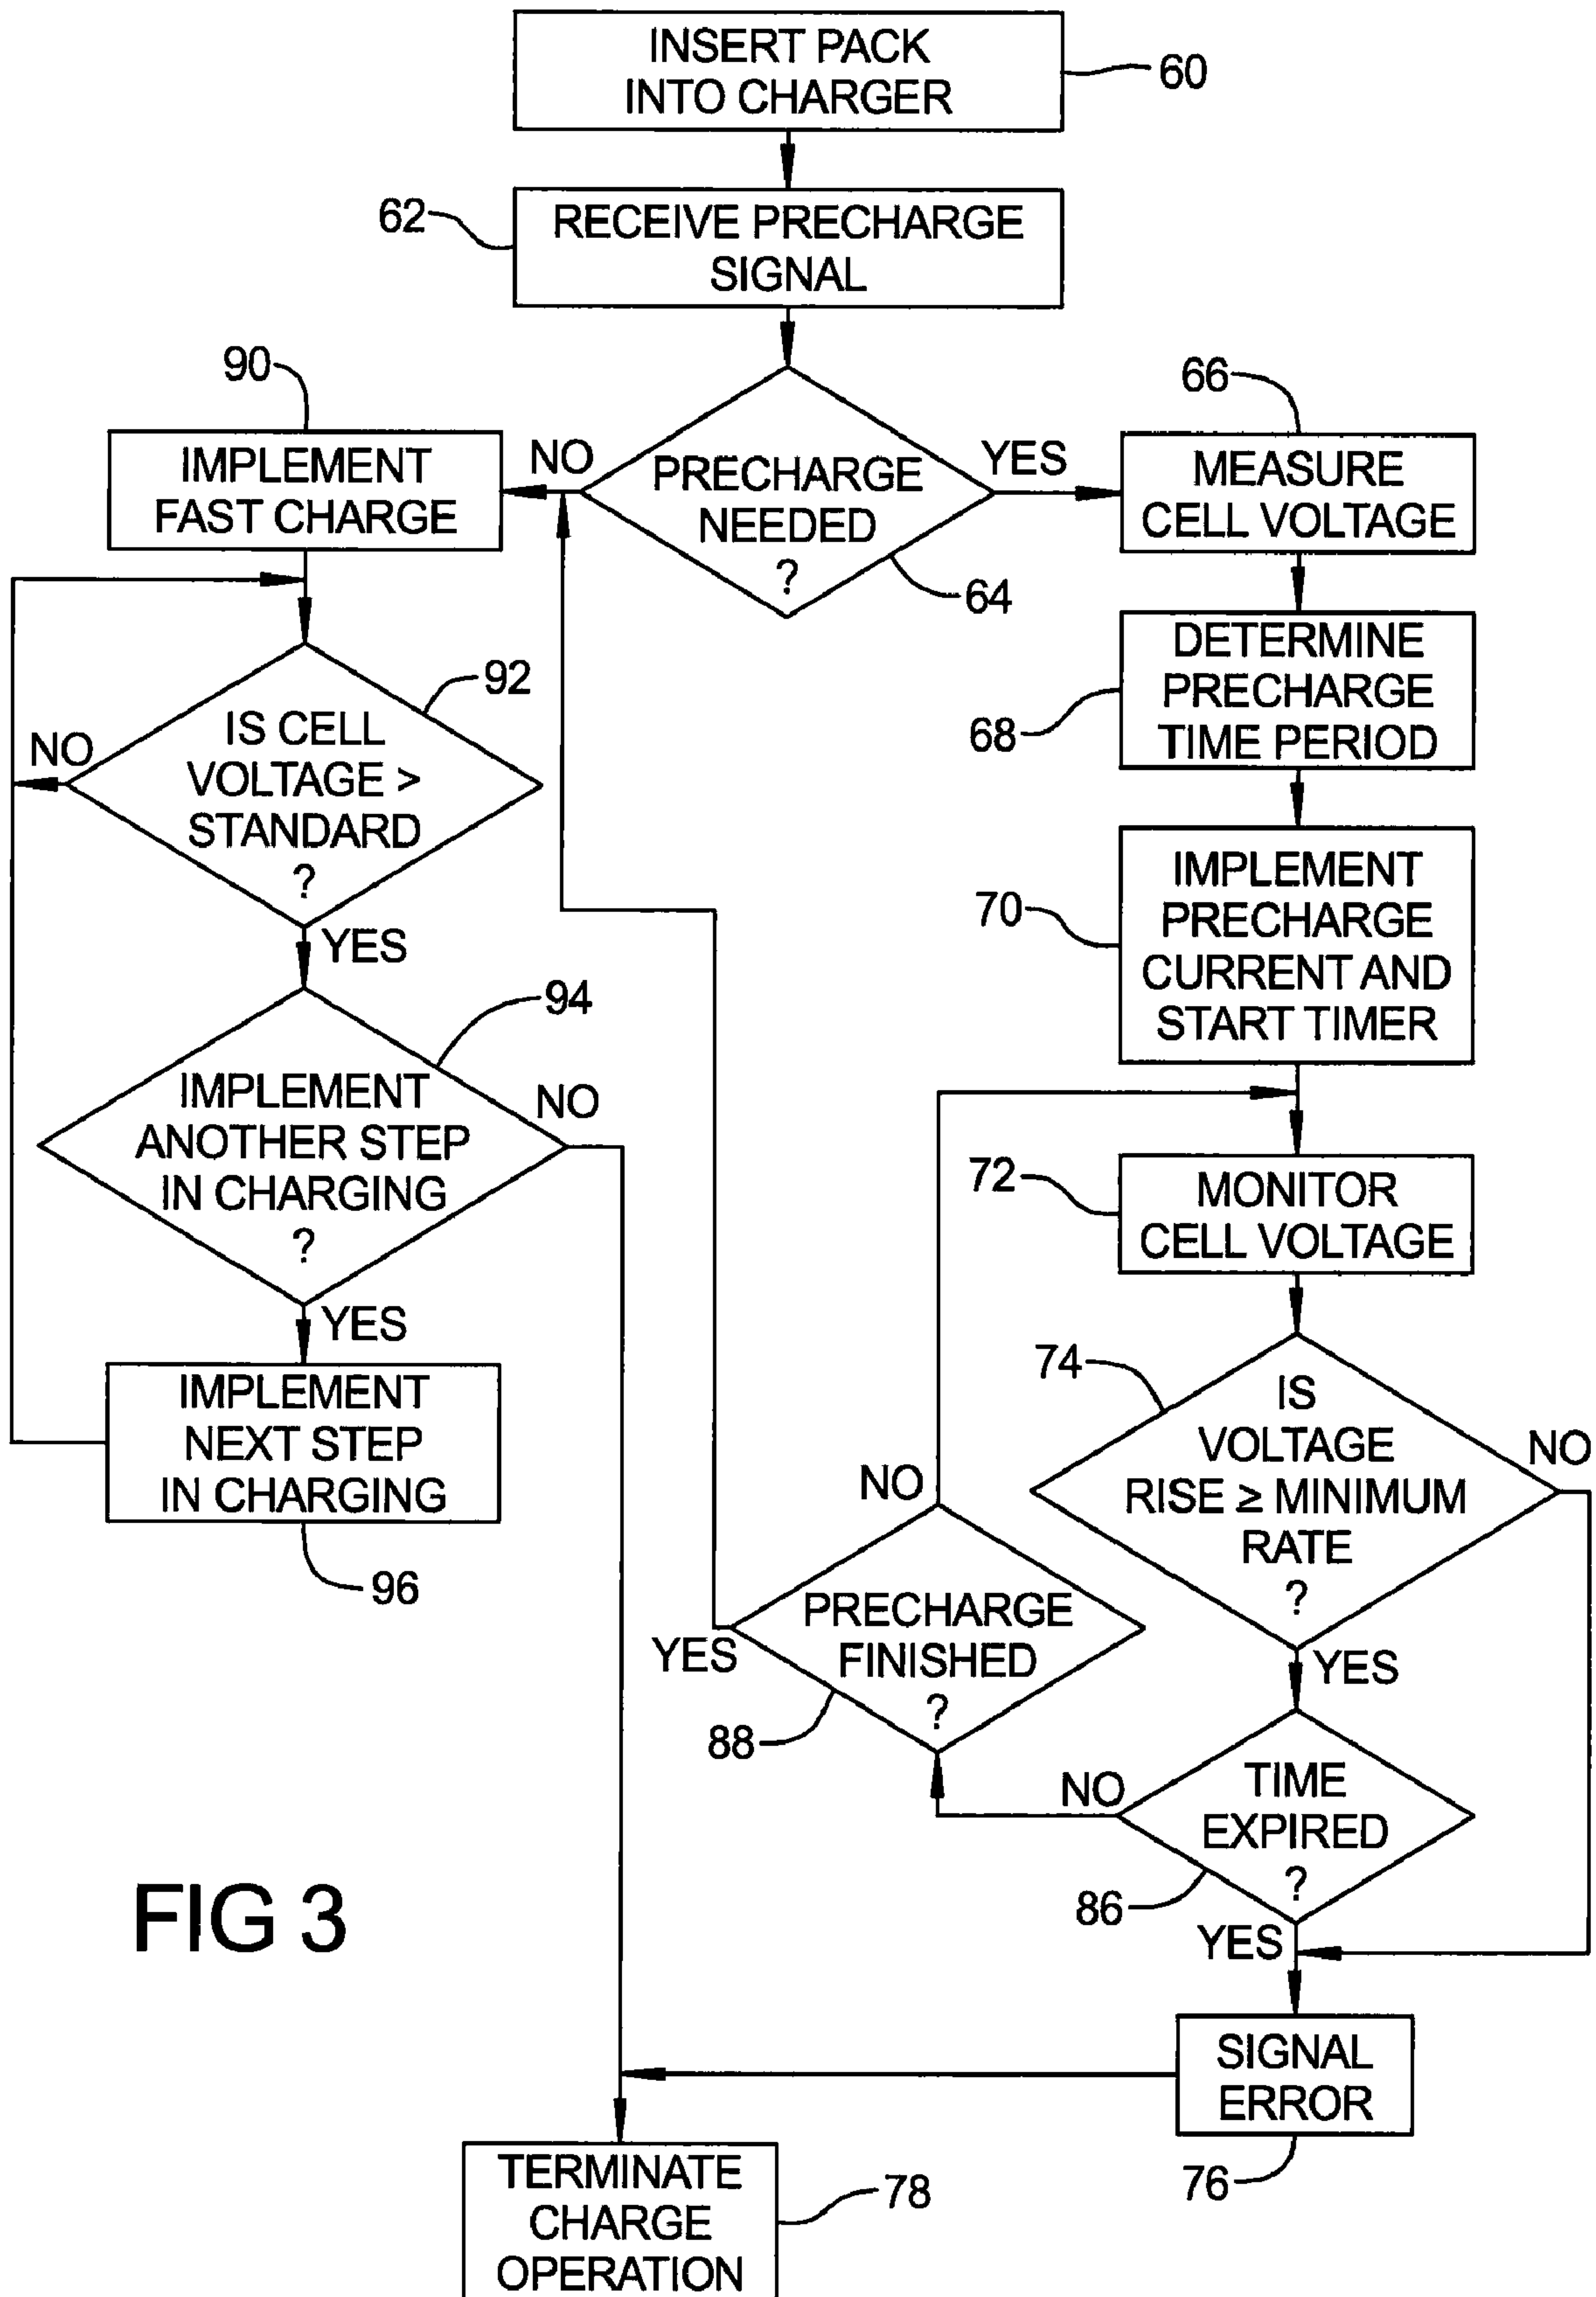 INSERT PACK
INTO CHARGER
60
62
RECEIVE PRECHARGE
SIGNAL
90
IMPLEMENT
FAST CHARGE
NO
PRECHARGE
NEEDED
?
64
YES
66
MEASURE
CELL VOLTAGE
DETERMINE
PRECHARGE
TIME PERIOD
68
IMPLEMENT
PRECHARGE
CURRENT AND
START TIMER
70
92
IS CELL
VOLTAGE >
STANDARD
?
NO
YES
94
IMPLEMENT
ANOTHER STEP
IN CHARGING
?
NO
YES
IMPLEMENT
NEXT STEP
IN CHARGING
96
72
MONITOR
CELL VOLTAGE
74
IS
VOLTAGE
RISE ≥ MINIMUM
RATE
?
NO
YES
NO
PRECHARGE
FINISHED
?
YES
88
NO
TIME
EXPIRED
?
86
YES
SIGNAL
ERROR
76
TERMINATE
CHARGE
OPERATION
78
FIG 3